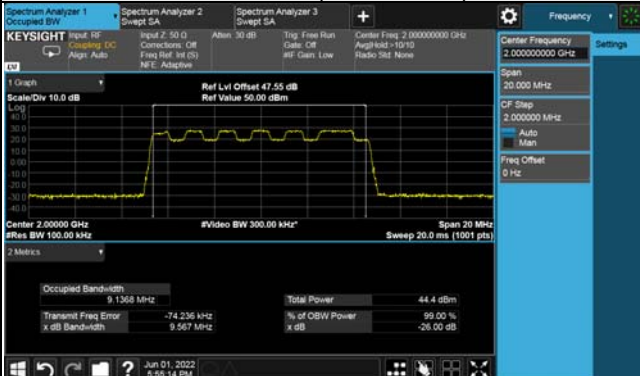 Spectrum Analyzer 1
Occupied BW
Spectrum Analyzer 2
Swept SA
Spectrum Analyzer 3
Swept SA
+
Frequency
KEYSIGHT
Input: RF
Coupling: DC
Align: Auto
Input Z: 50 Ω
Corrections: Off
Freq Ref: Int (S)
NFE: Adaptive
Atten: 30 dB
Trig: Free Run
Gate: Off
#IF Gain: Low
Center Freq: 2.000000000 GHz
Avg|Hold:>10/10
Radio Std: None
LXI
Center Frequency
2.000000000 GHz
Settings
Span
20.000 MHz
CF Step
2.000000 MHz
Auto
Man
Freq Offset
0 Hz
1 Graph
Scale/Div 10.0 dB
Ref Lvl Offset 47.55 dB
Ref Value 50.00 dBm
Log
40.0
30.0
20.0
10.0
0.00
-10.0
-20.0
-30.0
-40.0
Center 2.00000 GHz
#Res BW 100.00 kHz
#Video BW 300.00 kHz*
Span 20 MHz
Sweep 20.0 ms (1001 pts)
2 Metrics
Occupied Bandwidth
9.1368 MHz
Total Power 44.4 dBm
Transmit Freq Error -74.236 kHz
% of OBW Power 99.00 %
x dB Bandwidth 9.567 MHz
x dB -26.00 dB
?
Jun 01, 2022
5:55:14 PM